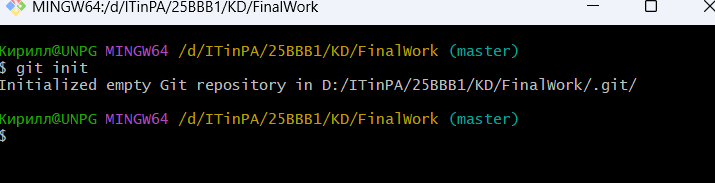 MINGW64:/d/ITinPA/25BBB1/KD/FinalWork
Кирилл@UNPG MINGW64 /d/ITinPA/25BBB1/KD/FinalWork (master)
$ git init
Initialized empty Git repository in D:/ITinPA/25BBB1/KD/FinalWork/.git/
Кирилл@UNPG MINGW64 /d/ITinPA/25BBB1/KD/FinalWork (master)
$